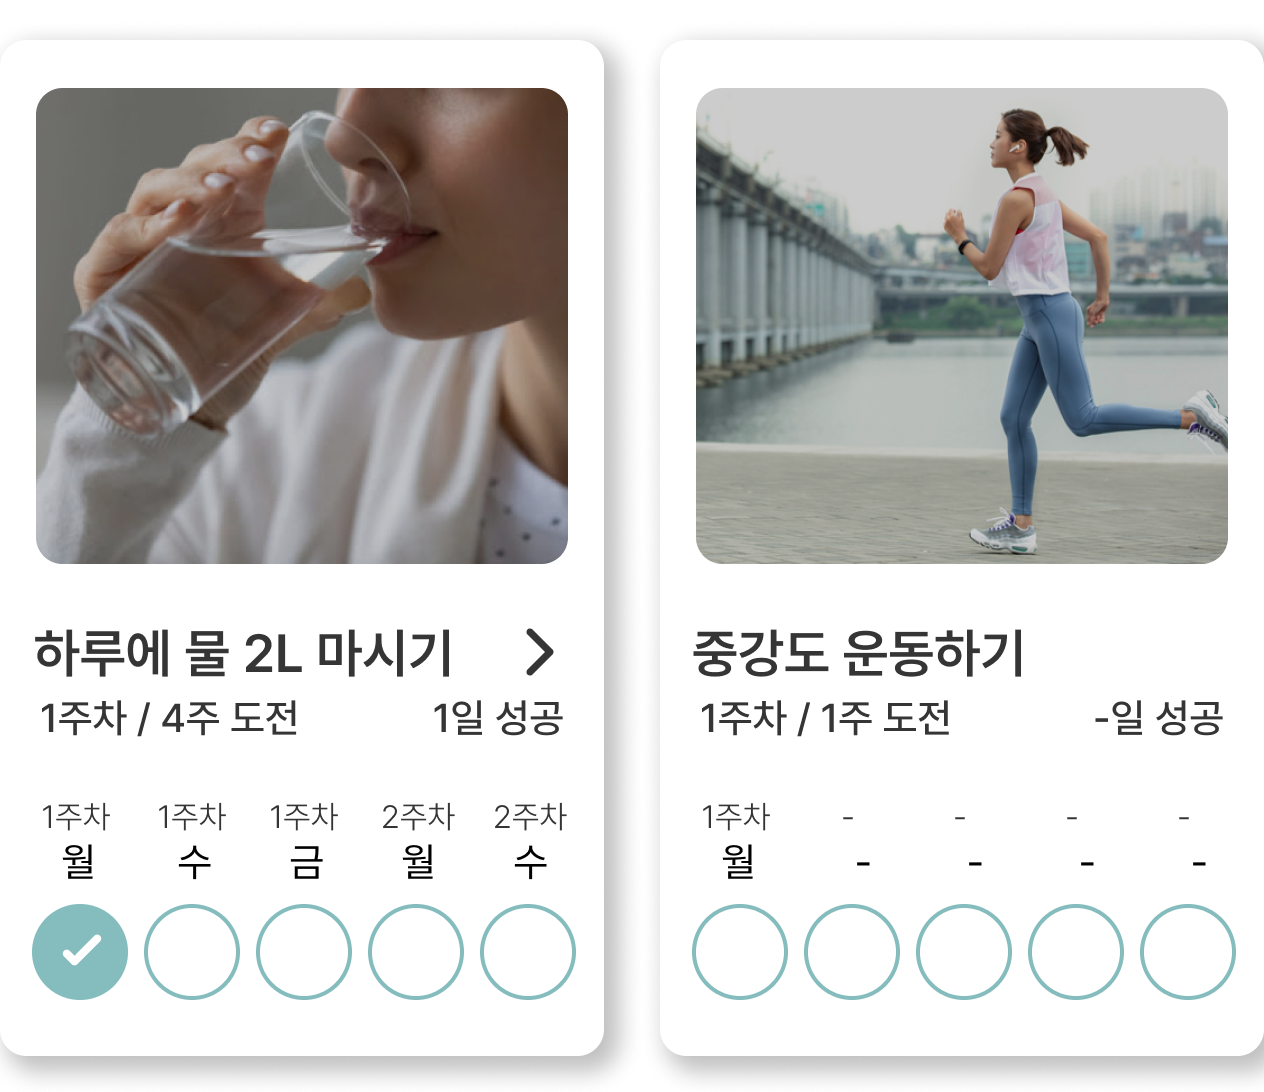 하루에 물 2L 마시기
1주차 / 4주 도전 1일 성공
1주차 1주차 1주차 2주차 2주차
월 수 금 월 수
중강도 운동하기
1주차 / 1주 도전 -일 성공
1주차 - - - -
월 - - - -